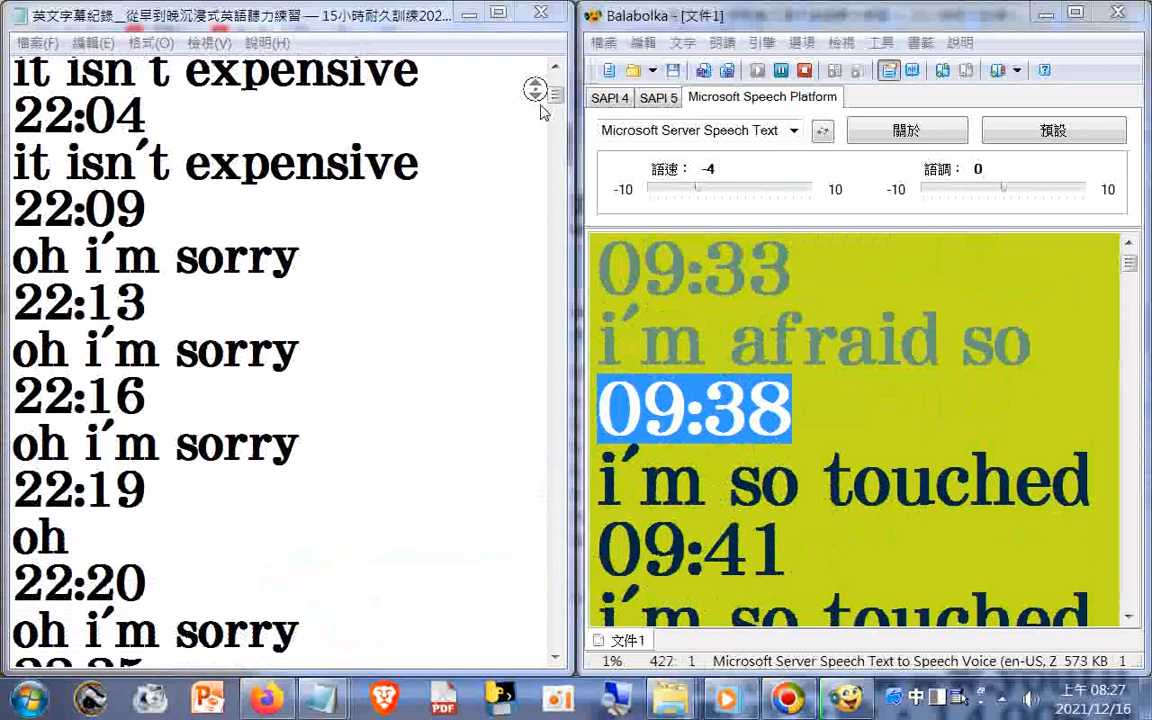 英文字幕紀錄__從早到晚沉浸式英語聽力練習 — 15小時耐久訓練202...
檔案(F) 編輯(E) 格式(O) 檢視(V) 說明(H)
it isn't expensive
22:04
it isn't expensive
22:09
oh i'm sorry
22:13
oh i'm sorry
22:16
oh i'm sorry
22:19
oh
22:20
oh i'm sorry
22:25
Balabolka - [文件1]
檔案 編輯 文字 朗讀 引擎 選項 檢視 工具 書籤 說明
SAPI 4 SAPI 5 Microsoft Speech Platform
Microsoft Server Speech Text 關於 預設
語速： -4 語調： 0
-10 10 -10 10
09:33
i'm afraid so
09:38
i'm so touched
09:41
i'm so touched
文件1
1% 427: 1 Microsoft Server Speech Text to Speech Voice (en-US, Z 573 KB 1
PDF
中
上午 08:27
2021/12/16